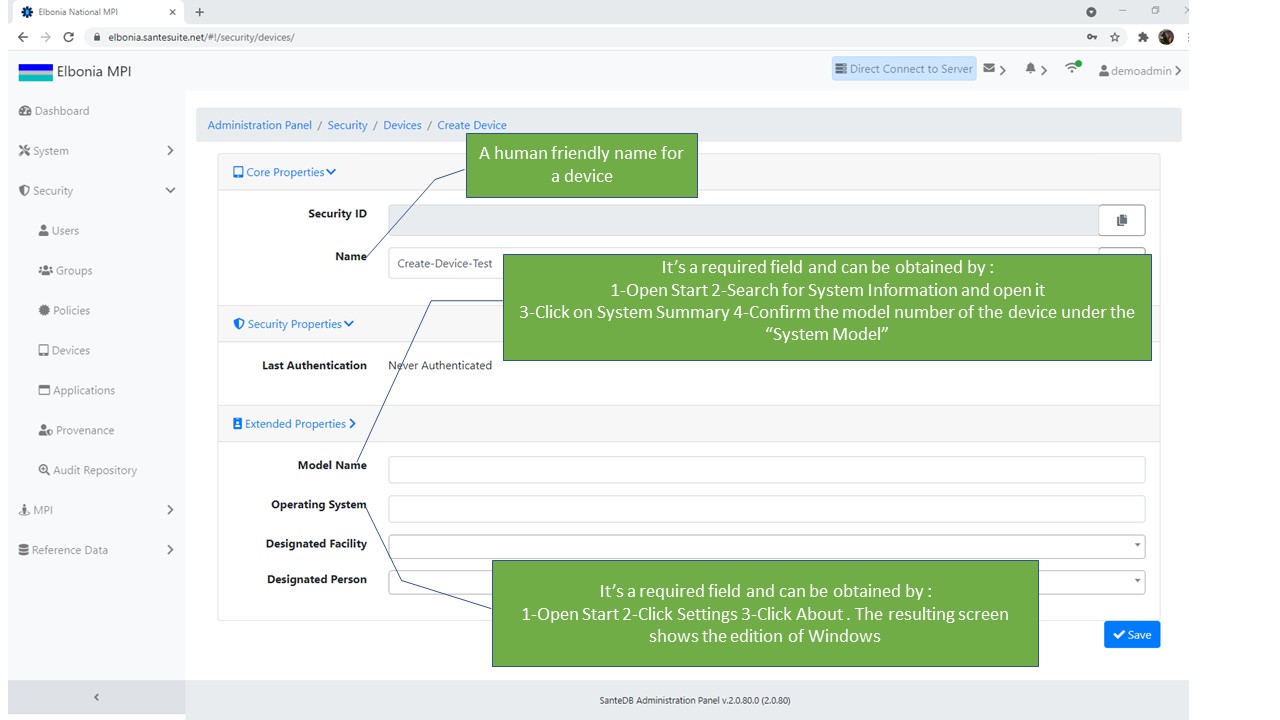 Elbonia National MPI
elbonia.santesuite.net/#!/security/devices/
Elbonia MPI
Direct Connect to Server
demoadmin
Dashboard
System
Security
Users
Groups
Policies
Devices
Applications
Provenance
Audit Repository
MPI
Reference Data
Administration Panel / Security / Devices / Create Device
A human friendly name for
a device
Core Properties
Security ID
Name
Create-Device-Test
It's a required field and can be obtained by :
1-Open Start 2-Search for System Information and open it
3-Click on System Summary 4-Confirm the model number of the device under the
“System Model”
Security Properties
Last Authentication
Never Authenticated
Extended Properties
Model Name
Operating System
Designated Facility
Designated Person
It's a required field and can be obtained by :
1-Open Start 2-Click Settings 3-Click About . The resulting screen
shows the edition of Windows
Save
SanteDB Administration Panel v.2.0.80.0 (2.0.80)